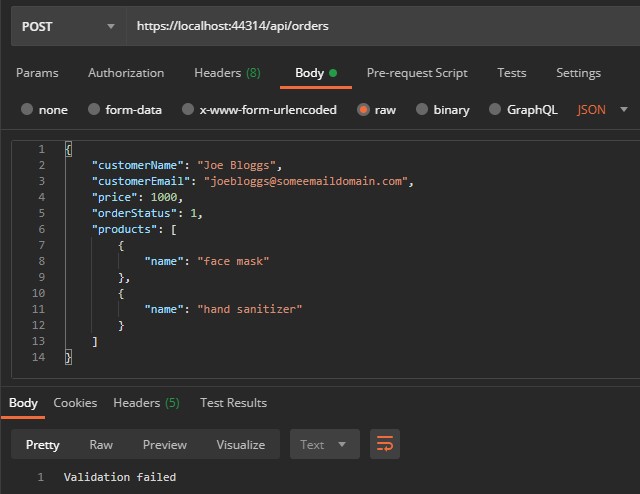 POST https://localhost:44314/api/orders
Params Authorization Headers (8) Body Pre-request Script Tests Settings
none form-data x-www-form-urlencoded raw binary GraphQL JSON
1 {
2 "customerName": "Joe Bloggs",
3 "customerEmail": "joebloggs@someemaildomain.com",
4 "price": 1000,
5 "orderStatus": 1,
6 "products": [
7 {
8 "name": "face mask"
9 },
10 {
11 "name": "hand sanitizer"
12 }
13 ]
14 }
Body Cookies Headers (5) Test Results
Pretty Raw Preview Visualize Text
1 Validation failed